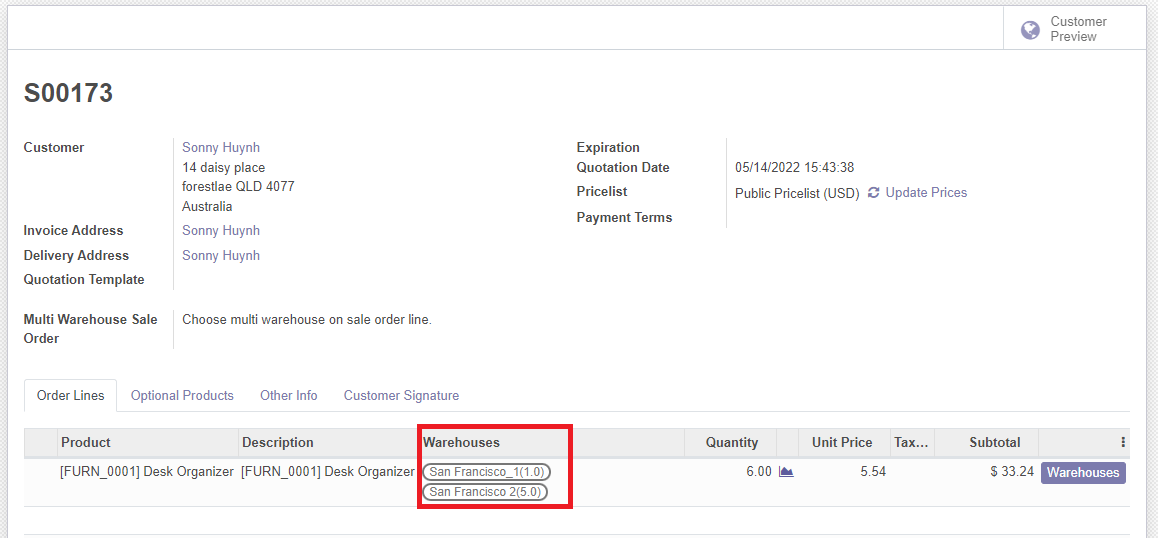 Customer
Preview
S00173
Customer
Sonny Huynh
14 daisy place
forestlae QLD 4077
Australia
Invoice Address
Sonny Huynh
Delivery Address
Sonny Huynh
Quotation Template
Expiration
Quotation Date
05/14/2022 15:43:38
Pricelist
Public Pricelist (USD) Update Prices
Payment Terms
Multi Warehouse Sale
Order
Choose multi warehouse on sale order line.
Order Lines Optional Products Other Info Customer Signature
Product Description Warehouses Quantity Unit Price Tax... Subtotal
[FURN_0001] Desk Organizer [FURN_0001] Desk Organizer San Francisco_1(1.0) 6.00 5.54 $ 33.24 Warehouses
San Francisco 2(5.0)